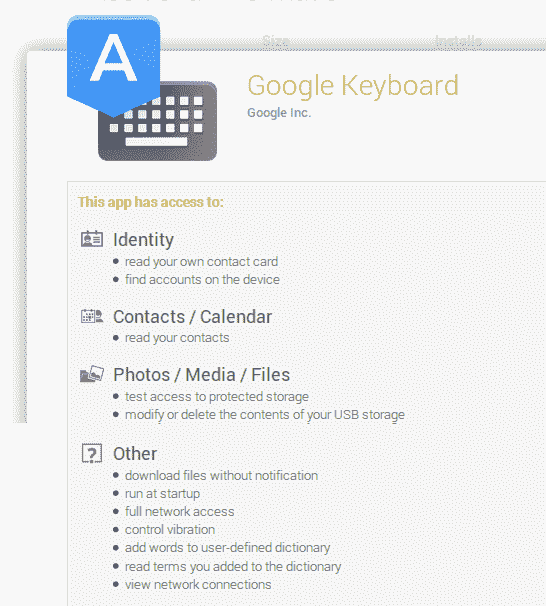 Size Installs
A
Google Keyboard
Google Inc.
This app has access to:
Identity
read your own contact card
find accounts on the device
Contacts / Calendar
read your contacts
Photos / Media / Files
test access to protected storage
modify or delete the contents of your USB storage
?
Other
download files without notification
run at startup
full network access
control vibration
add words to user-defined dictionary
read terms you added to the dictionary
view network connections